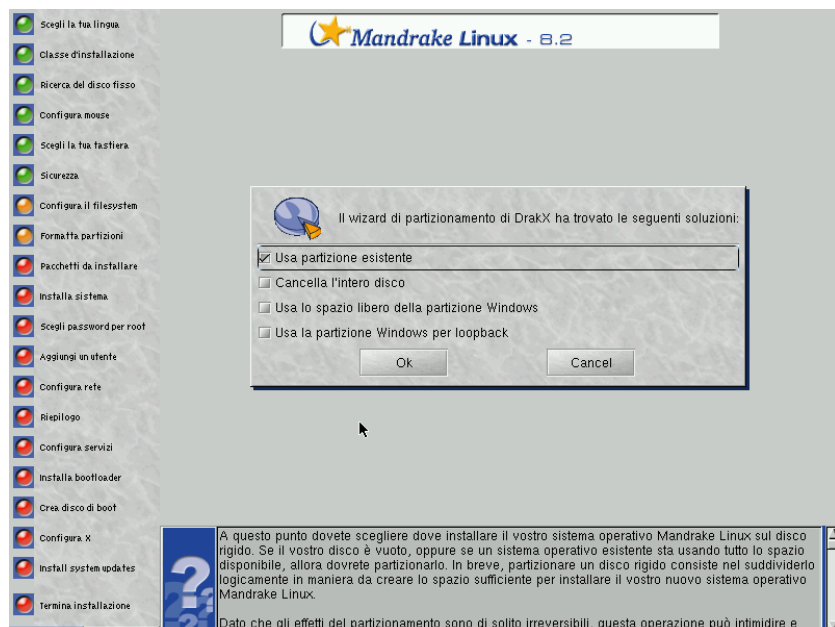 Mandrake Linux - 8.2
Scegli la tua lingua
Classe d'installazione
Ricerca del disco fisso
Configura mouse
Scegli la tua tastiera
Sicurezza
Configura il filesystem
Formatta partizioni
Pacchetti da installare
Installa sistema
Scegli password per root
Aggiungi un utente
Configura rete
Riepilogo
Configura servizi
Installa bootloader
Crea disco di boot
Configura X
Install system updates
Termina installazione
Il wizard di partizionamento di DrakX ha trovato le seguenti soluzioni:
Usa partizione esistente
Cancella l'intero disco
Usa lo spazio libero della partizione Windows
Usa la partizione Windows per loopback
Ok
Cancel
A questo punto dovete scegliere dove installare il vostro sistema operativo Mandrake Linux sul disco
rigido. Se il vostro disco è vuoto, oppure se un sistema operativo esistente sta usando tutto lo spazio
disponibile, allora dovrete partizionarlo. In breve, partizionare un disco rigido consiste nel suddividerlo
logicamente in maniera da creare lo spazio sufficiente per installare il vostro nuovo sistema operativo
Mandrake Linux.
Dato che gli effetti del partizionamento sono di solito irreversibili, questa operazione può intimidire e